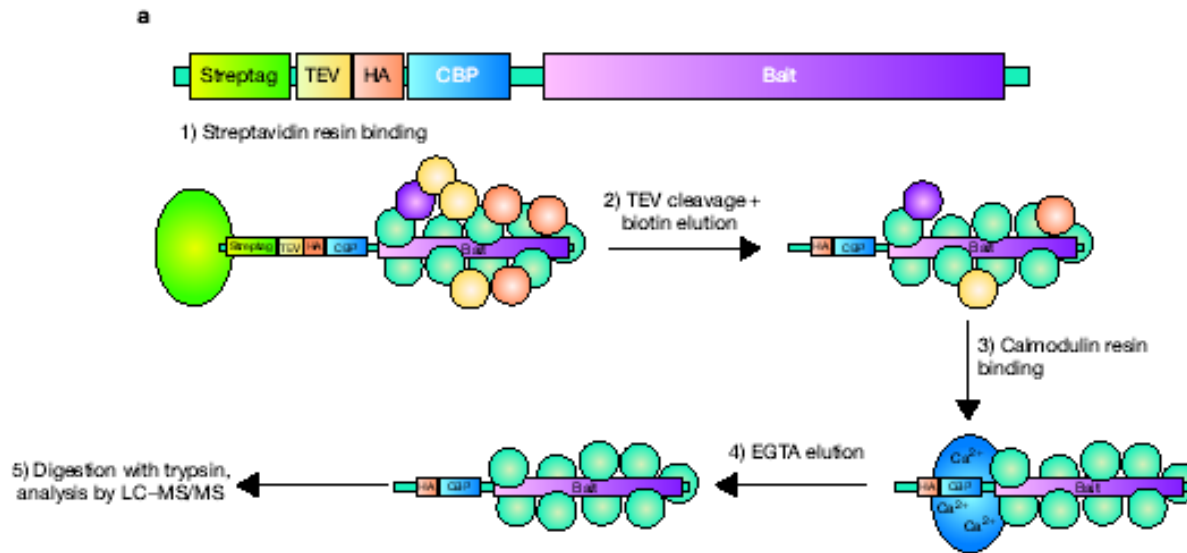 a
Streptag TEV HA CBP Bait
1) Streptavidin resin binding
2) TEV cleavage +
biotin elution
Streptag TEV HA CBP Bait
HA CBP Bait
3) Calmodulin resin
binding
4) EGTA elution
5) Digestion with trypsin,
analysis by LC–MS/MS
Ca2+
HA CBP Bait
HA CBP Bait
Ca2+
Ca2+